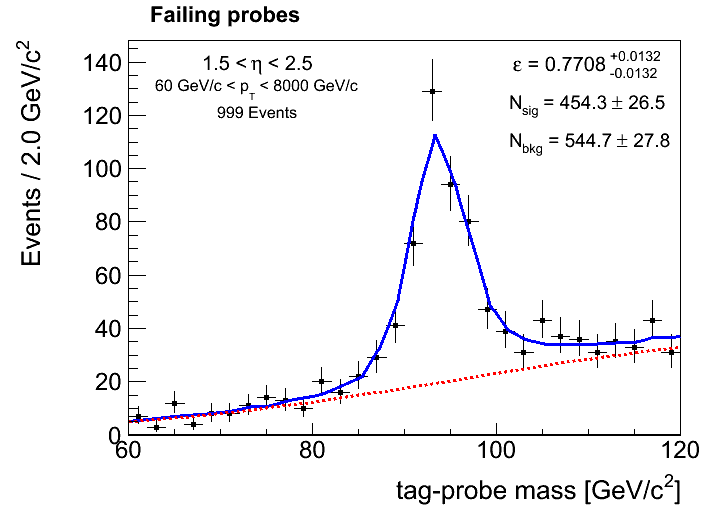 Failing probes
1.5 < η < 2.5
60 GeV/c < p_T < 8000 GeV/c
999 Events
ε = 0.7708 +0.0132 -0.0132
N_sig = 454.3 ± 26.5
N_bkg = 544.7 ± 27.8
Events / 2.0 GeV/c²
140
120
100
80
60
40
20
0
60 80 100 120
tag-probe mass [GeV/c²]